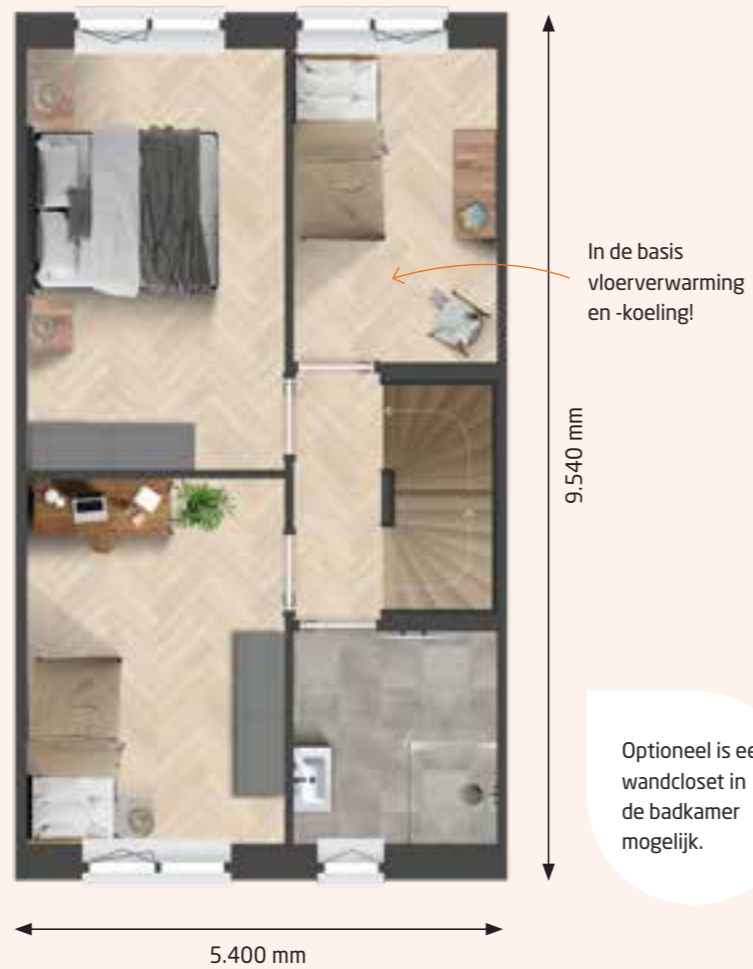 In de basis
vloerverwarming
en -koeling!
9.540 mm
Optioneel is ee
wandcloset in
de badkamer
mogelijk.
5.400 mm